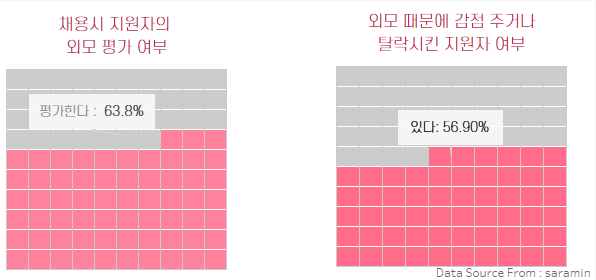 채용시 지원자의
외모 평가 여부
평가한다 : 63.8%
외모 때문에 감점 주거나
탈락시킨 지원자 여부
있다: 56.90%
Data Source From : saramin